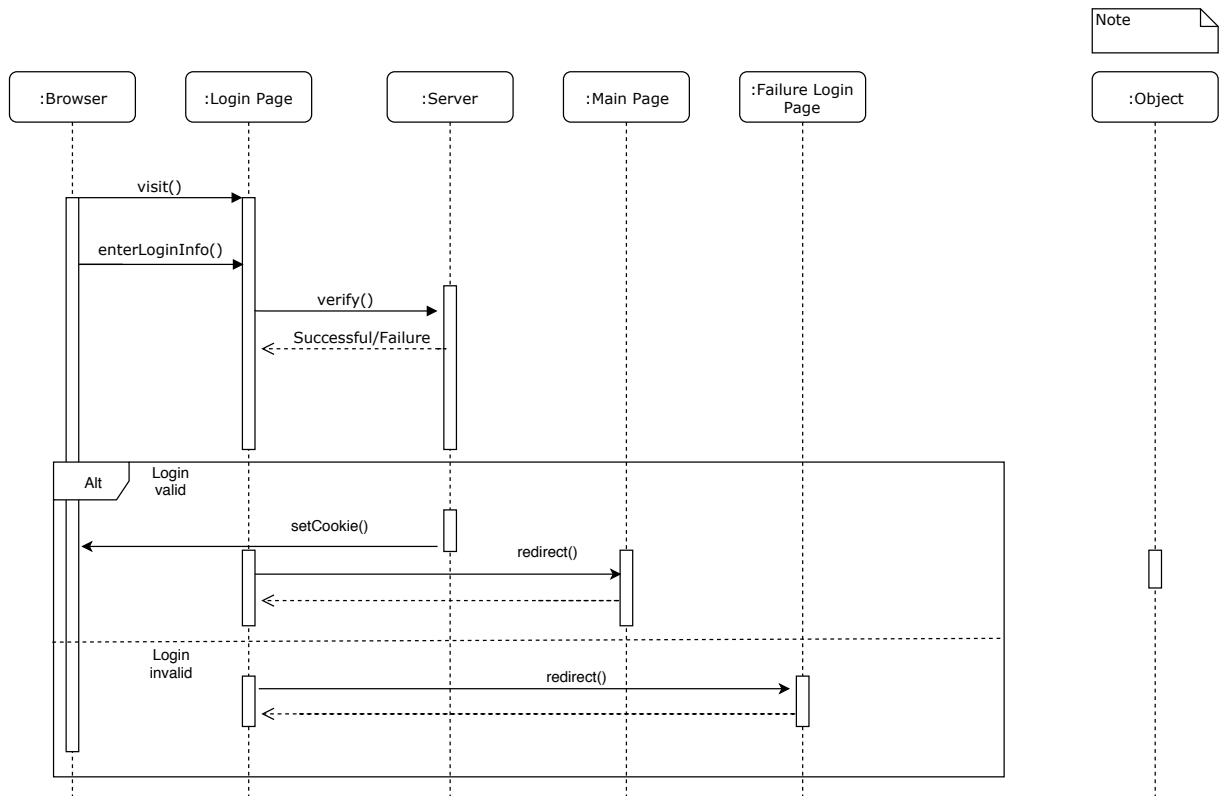 Note
:Browser
:Login Page
:Server
:Main Page
:Failure Login
Page
:Object
visit()
enterLoginInfo()
verify()
Successful/Failure
Alt
Login
valid
setCookie()
redirect()
Login
invalid
redirect()